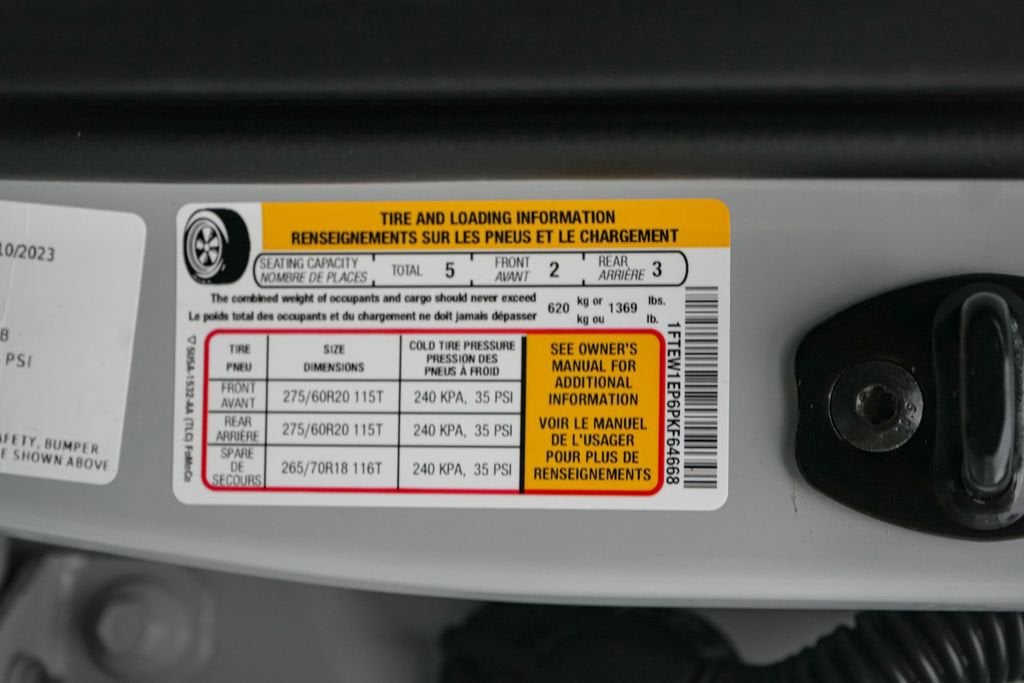 10/2023
B
PSI
AFETY, BUMPER
E SHOWN ABOVE
TIRE AND LOADING INFORMATION
RENSEIGNEMENTS SUR LES PNEUS ET LE CHARGEMENT
SEATING CAPACITY TOTAL 5 FRONT 2 REAR 3
NOMBRE DE PLACES AVANT ARRIÈRE
The combined weight of occupants and cargo should never exceed 620 kg or 1369 lbs.
Le poids total des occupants et du chargement ne doit jamais dépasser kg ou lb.
TIRE SIZE COLD TIRE PRESSURE
PNEU DIMENSIONS PRESSION DES
PNEUS À FROID
FRONT
AVANT 275/60R20 115T 240 KPA, 35 PSI
REAR
ARRIÈRE 275/60R20 115T 240 KPA, 35 PSI
SPARE
DE
SECOURS 265/70R18 116T 240 KPA, 35 PSI
SEE OWNER'S
MANUAL FOR
ADDITIONAL
INFORMATION
VOIR LE MANUEL
DE L'USAGER
POUR PLUS DE
RENSEIGNEMENTS
1FTEW1EP6PKF64668
5U5A-1532-AA (TLC) FoMoCo